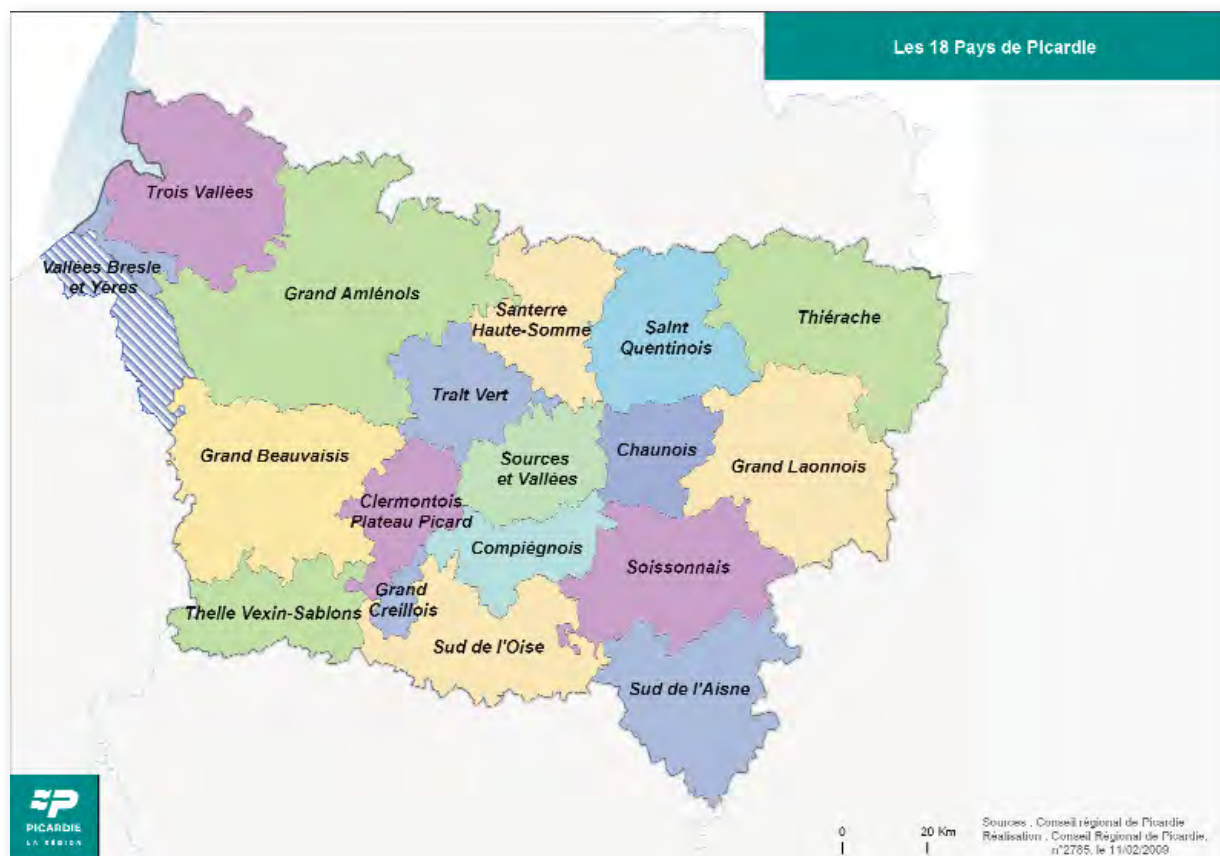 Les 18 Pays de Picardie
Trois Vallées
Vallées Bresle
et Yères
Grand Amiénois
Santerre
Haute-Somme
Saint
Quentinois
Thiérache
Trait Vert
Grand Beauvaisis
Sources
et Vallées
Chaunois
Grand Laonnois
Clermontois
Plateau Picard
Compiégnois
Soissonnais
Grand
Creillois
Thelle Vexin-Sablons
Sud de l'Oise
Sud de l'Aisne
PICARDIE
LA RÉGION
0 20 Km
Sources : Conseil régional de Picardie
Réalisation : Conseil Régional de Picardie,
n°2785, le 11/02/2009